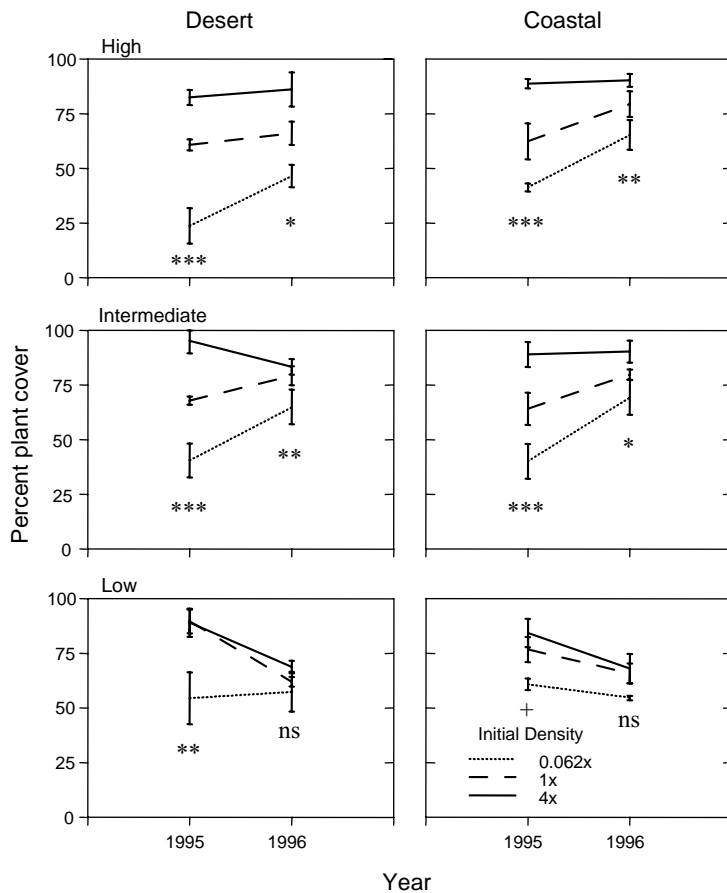 Desert
Coastal
High
100
75
50
25
0
***
*
***
**
Intermediate
100
75
50
25
0
***
**
***
*
Percent plant cover
Low
100
75
50
25
0
**
ns
+
ns
Initial Density
0.062x
1x
4x
1995
1996
1995
1996
Year